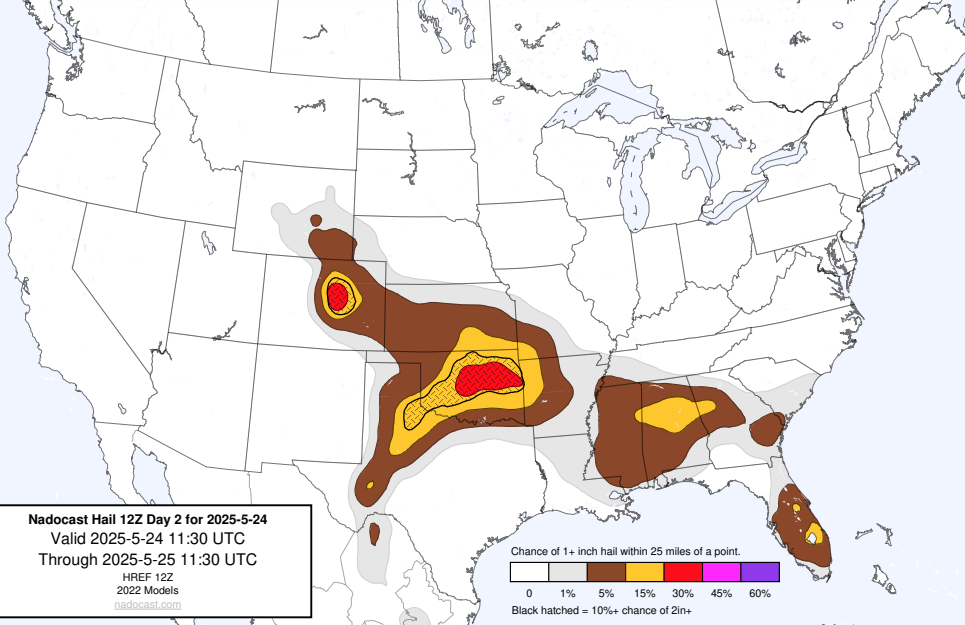 Nadocast Hail 12Z Day 2 for 2025-5-24
Valid 2025-5-24 11:30 UTC
Through 2025-5-25 11:30 UTC
HREF 12Z
2022 Models
nadocast.com
Chance of 1+ inch hail within 25 miles of a point.
0 1% 5% 15% 30% 45% 60%
Black hatched = 10%+ chance of 2in+